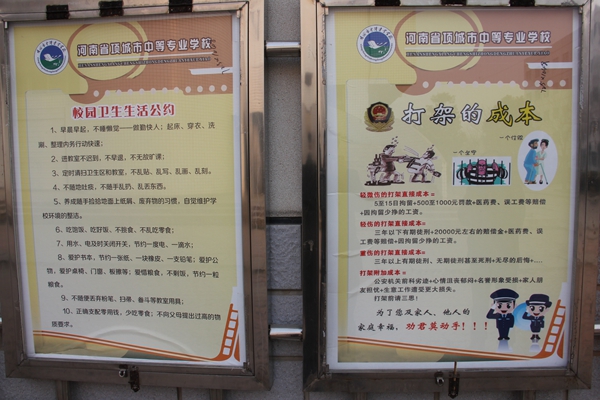 河南省项城市中等专业学校
校园卫生生活公约
1、早晨早起，不睡懒觉——做勤快人；起床、穿衣、洗
漱、整理内务行动快速；
2、进教室不迟到，不早退，不无故旷课；
3、定时清扫卫生区和教室，不乱贴、乱写、乱画、乱刻。
4、不随地吐痰，不随手乱扔、乱丢东西。
5、养成随手捡拾地面上纸屑、废弃物的习惯，自觉维护学
校环境的整洁。
6、吃饱饭，吃好饭，不挑食、不乱吃零食；
7、用水、电及时关闭开关，节约一度电、一滴水；
8、爱护书本，节约一张纸、一块橡皮、一支铅笔；爱护公
物，爱护桌椅、门窗、板擦等；爱惜粮食，不剩饭，节约一粒
粮食。
9、不随便丢弃粉笔、扫帚、畚斗等教室用具；
10、正确支配零用钱，少吃零食；不向父母提出过高的物
质要求。
河南省项城市中等专业学校
打架的成本
轻微伤的打架直接成本=
5至15日拘留+500至1000元罚款+医药费、误工费等赔偿
+因拘留少挣的工资。
轻伤的打架直接成本=
三年以下有期徒刑+20000元左右的赔偿金+医药费、误
工费等赔偿+因拘留少挣的工资。
重伤的打架直接成本=
三年以上有期徒刑、无期徒刑甚至死刑+无尽的后悔+……
打架附加成本=
公安机关前科劣迹+心情沮丧郁闷+名誉形象受损+家人朋
友担忧+生意工作遭受更大损失。
打架前请三思！
为了您及家人、他人的
家庭幸福，劝君莫动手！！！